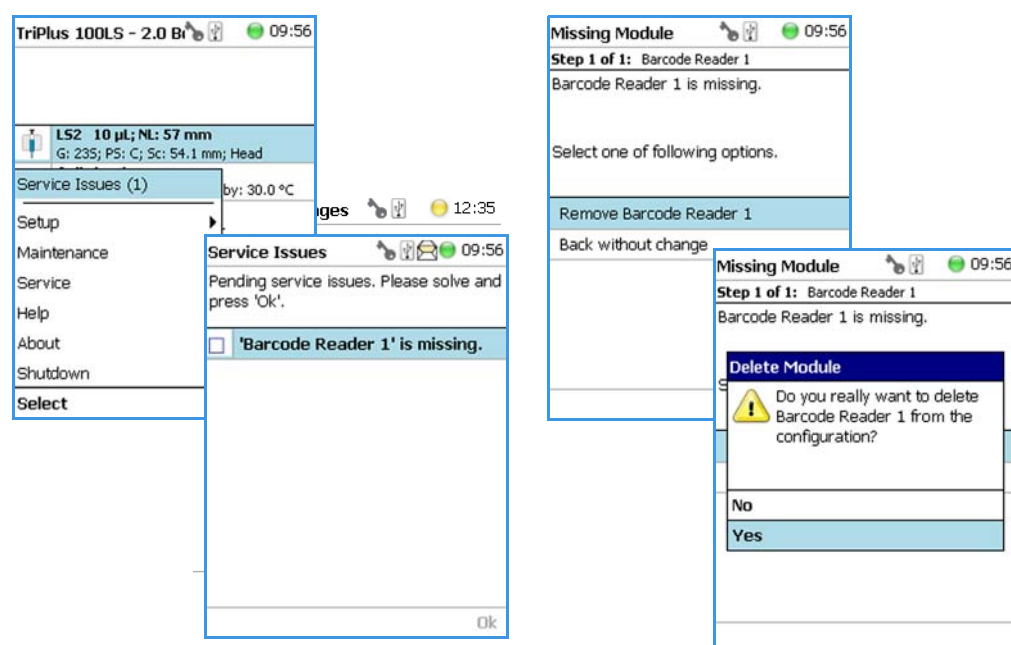 TriPlus 100LS - 2.0 B
09:56
LS2 10 µL; NL: 57 mm
G: 235; PS: C; Sc: 54.1 mm; Head
Service Issues (1)
by: 30.0 °C
Setup
Maintenance
Service
Help
About
Shutdown
Select
ges
12:35
Service Issues
09:56
Pending service issues. Please solve and
press 'Ok'.
'Barcode Reader 1' is missing.
Ok
Missing Module
09:56
Step 1 of 1: Barcode Reader 1
Barcode Reader 1 is missing.
Select one of following options.
Remove Barcode Reader 1
Back without change
Missing Module
09:56
Step 1 of 1: Barcode Reader 1
Barcode Reader 1 is missing.
S
Delete Module
Do you really want to delete
Barcode Reader 1 from the
configuration?
No
Yes